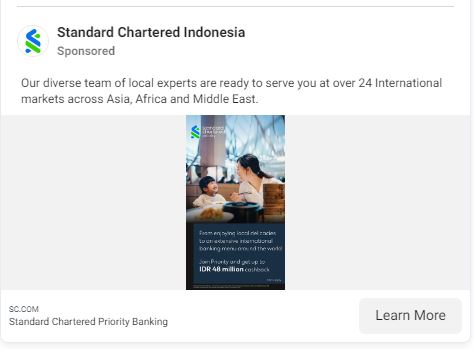 Standard Chartered Indonesia
Sponsored
Our diverse team of local experts are ready to serve you at over 24 International
markets across Asia, Africa and Middle East.
standard
chartered
From enjoying local delicacies
to an extensive international
banking menu around the world
Join Priority and get up to
IDR 48 million cashback
SC.COM
Standard Chartered Priority Banking
Learn More